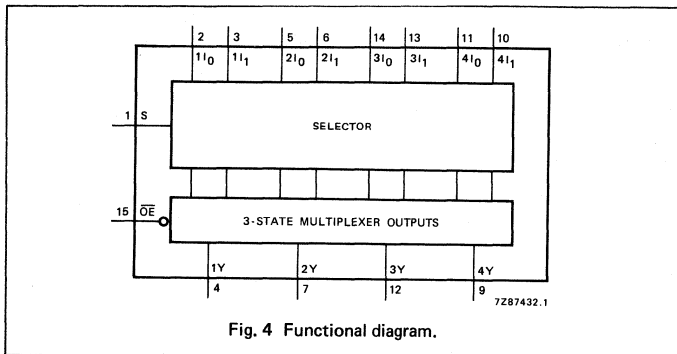 2 3 5 6 14 13 11 10
1I0 1I1 2I0 2I1 3I0 3I1 4I0 4I1
1 S
SELECTOR
15 OE
3-STATE MULTIPLEXER OUTPUTS
1Y 2Y 3Y 4Y
4 7 12 9
7Z87432.1
Fig. 4 Functional diagram.